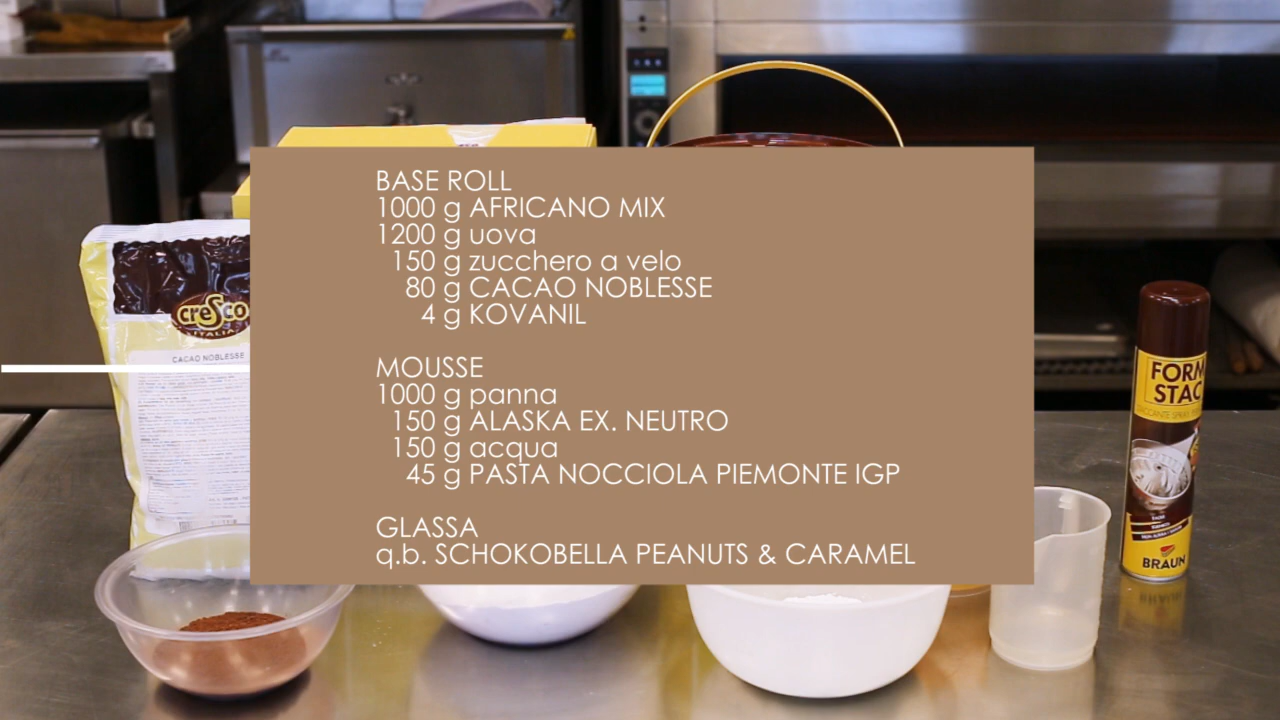 BASE ROLL
1000 g AFRICANO MIX
1200 g uova
150 g zucchero a velo
80 g CACAO NOBLESSE
4 g KOVANIL
MOUSSE
1000 g panna
150 g ALASKA EX. NEUTRO
150 g acqua
45 g PASTA NOCCIOLA PIEMONTE IGP
GLASSA
q.b. SCHOKOBELLA PEANUTS & CARAMEL
creSco
ITALIA
CACAO NOBLESSE
FORM
STAC
BRAUN